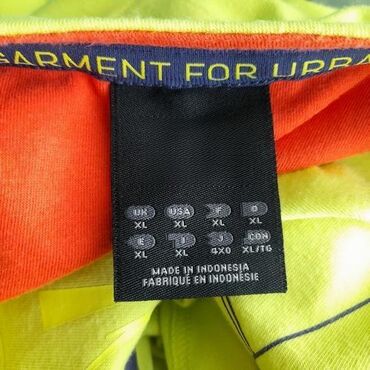 GARMENT FOR URBA
UK USA F D
XL XL XL XL
E I J CDN
XL XL 4X0 XL/TG
MADE IN INDONESIA
FABRIQUÉ EN INDONÉSIE